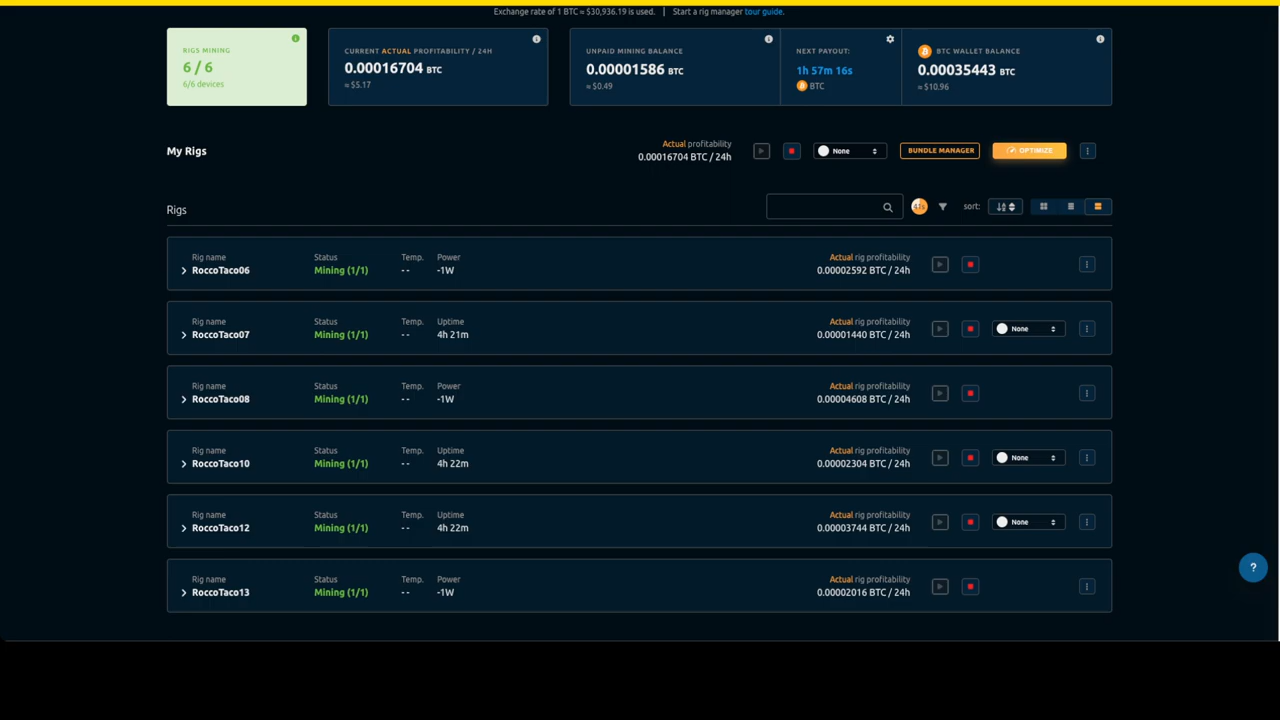 Exchange rate of 1 BTC ≈ $30,936.19 is used. | Start a rig manager tour guide.
RIGS MINING
6 / 6
6/6 devices
CURRENT ACTUAL PROFITABILITY / 24H
0.00016704 BTC
≈ $5.17
UNPAID MINING BALANCE
0.00001586 BTC
≈ $0.49
NEXT PAYOUT:
1h 57m 16s
BTC
BTC WALLET BALANCE
0.00035443 BTC
≈ $10.96
My Rigs
Actual profitability
0.00016704 BTC / 24h
None
BUNDLE MANAGER
OPTIMIZE
Rigs
sort:
Rig name Status Temp. Power Actual rig profitability
RoccoTaco06 Mining (1/1) -- -1W 0.00002592 BTC / 24h
Rig name Status Temp. Uptime Actual rig profitability
RoccoTaco07 Mining (1/1) -- 4h 21m 0.00001440 BTC / 24h None
Rig name Status Temp. Power Actual rig profitability
RoccoTaco08 Mining (1/1) -- -1W 0.00004608 BTC / 24h
Rig name Status Temp. Uptime Actual rig profitability
RoccoTaco10 Mining (1/1) -- 4h 22m 0.00002304 BTC / 24h None
Rig name Status Temp. Uptime Actual rig profitability
RoccoTaco12 Mining (1/1) -- 4h 22m 0.00003744 BTC / 24h None
Rig name Status Temp. Power Actual rig profitability
RoccoTaco13 Mining (1/1) -- -1W 0.00002016 BTC / 24h
?